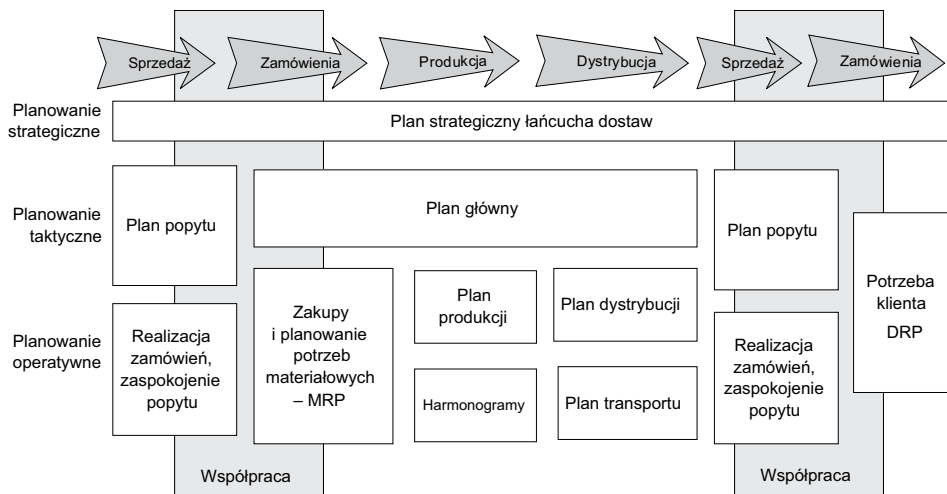 Sprzedaż
Zamówienia
Produkcja
Dystrybucja
Sprzedaż
Zamówienia
Planowanie
strategiczne
Plan strategiczny łańcucha dostaw
Planowanie
taktyczne
Plan popytu
Plan główny
Plan popytu
Potrzeba
klienta
DRP
Planowanie
operatywne
Realizacja
zamówień,
zaspokojenie
popytu
Zakupy
i planowanie
potrzeb
materiałowych
– MRP
Plan
produkcji
Plan dystrybucji
Realizacja
zamówień,
zaspokojenie
popytu
Harmonogramy
Plan transportu
Współpraca
Współpraca